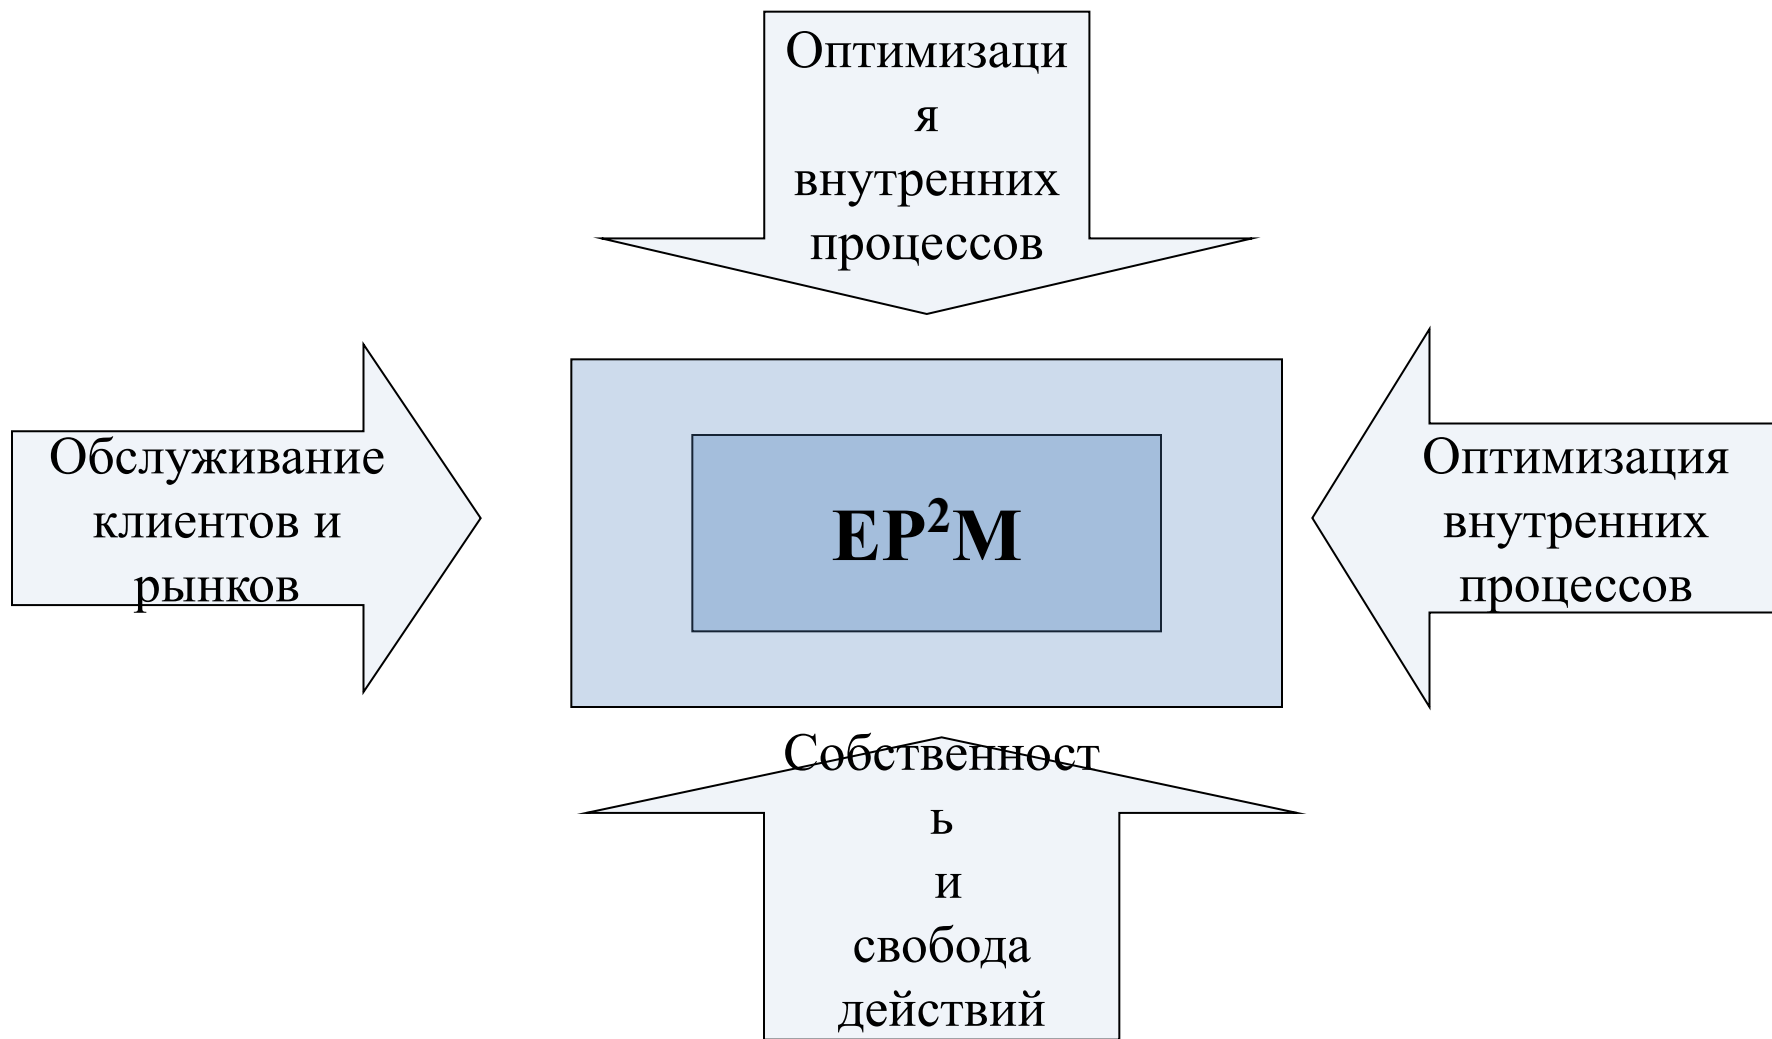 Оптимизаци
я
внутренних
процессов
Обслуживание
клиентов и
рынков
EP²M
Оптимизация
внутренних
процессов
Собственност
ь
и
свобода
действий